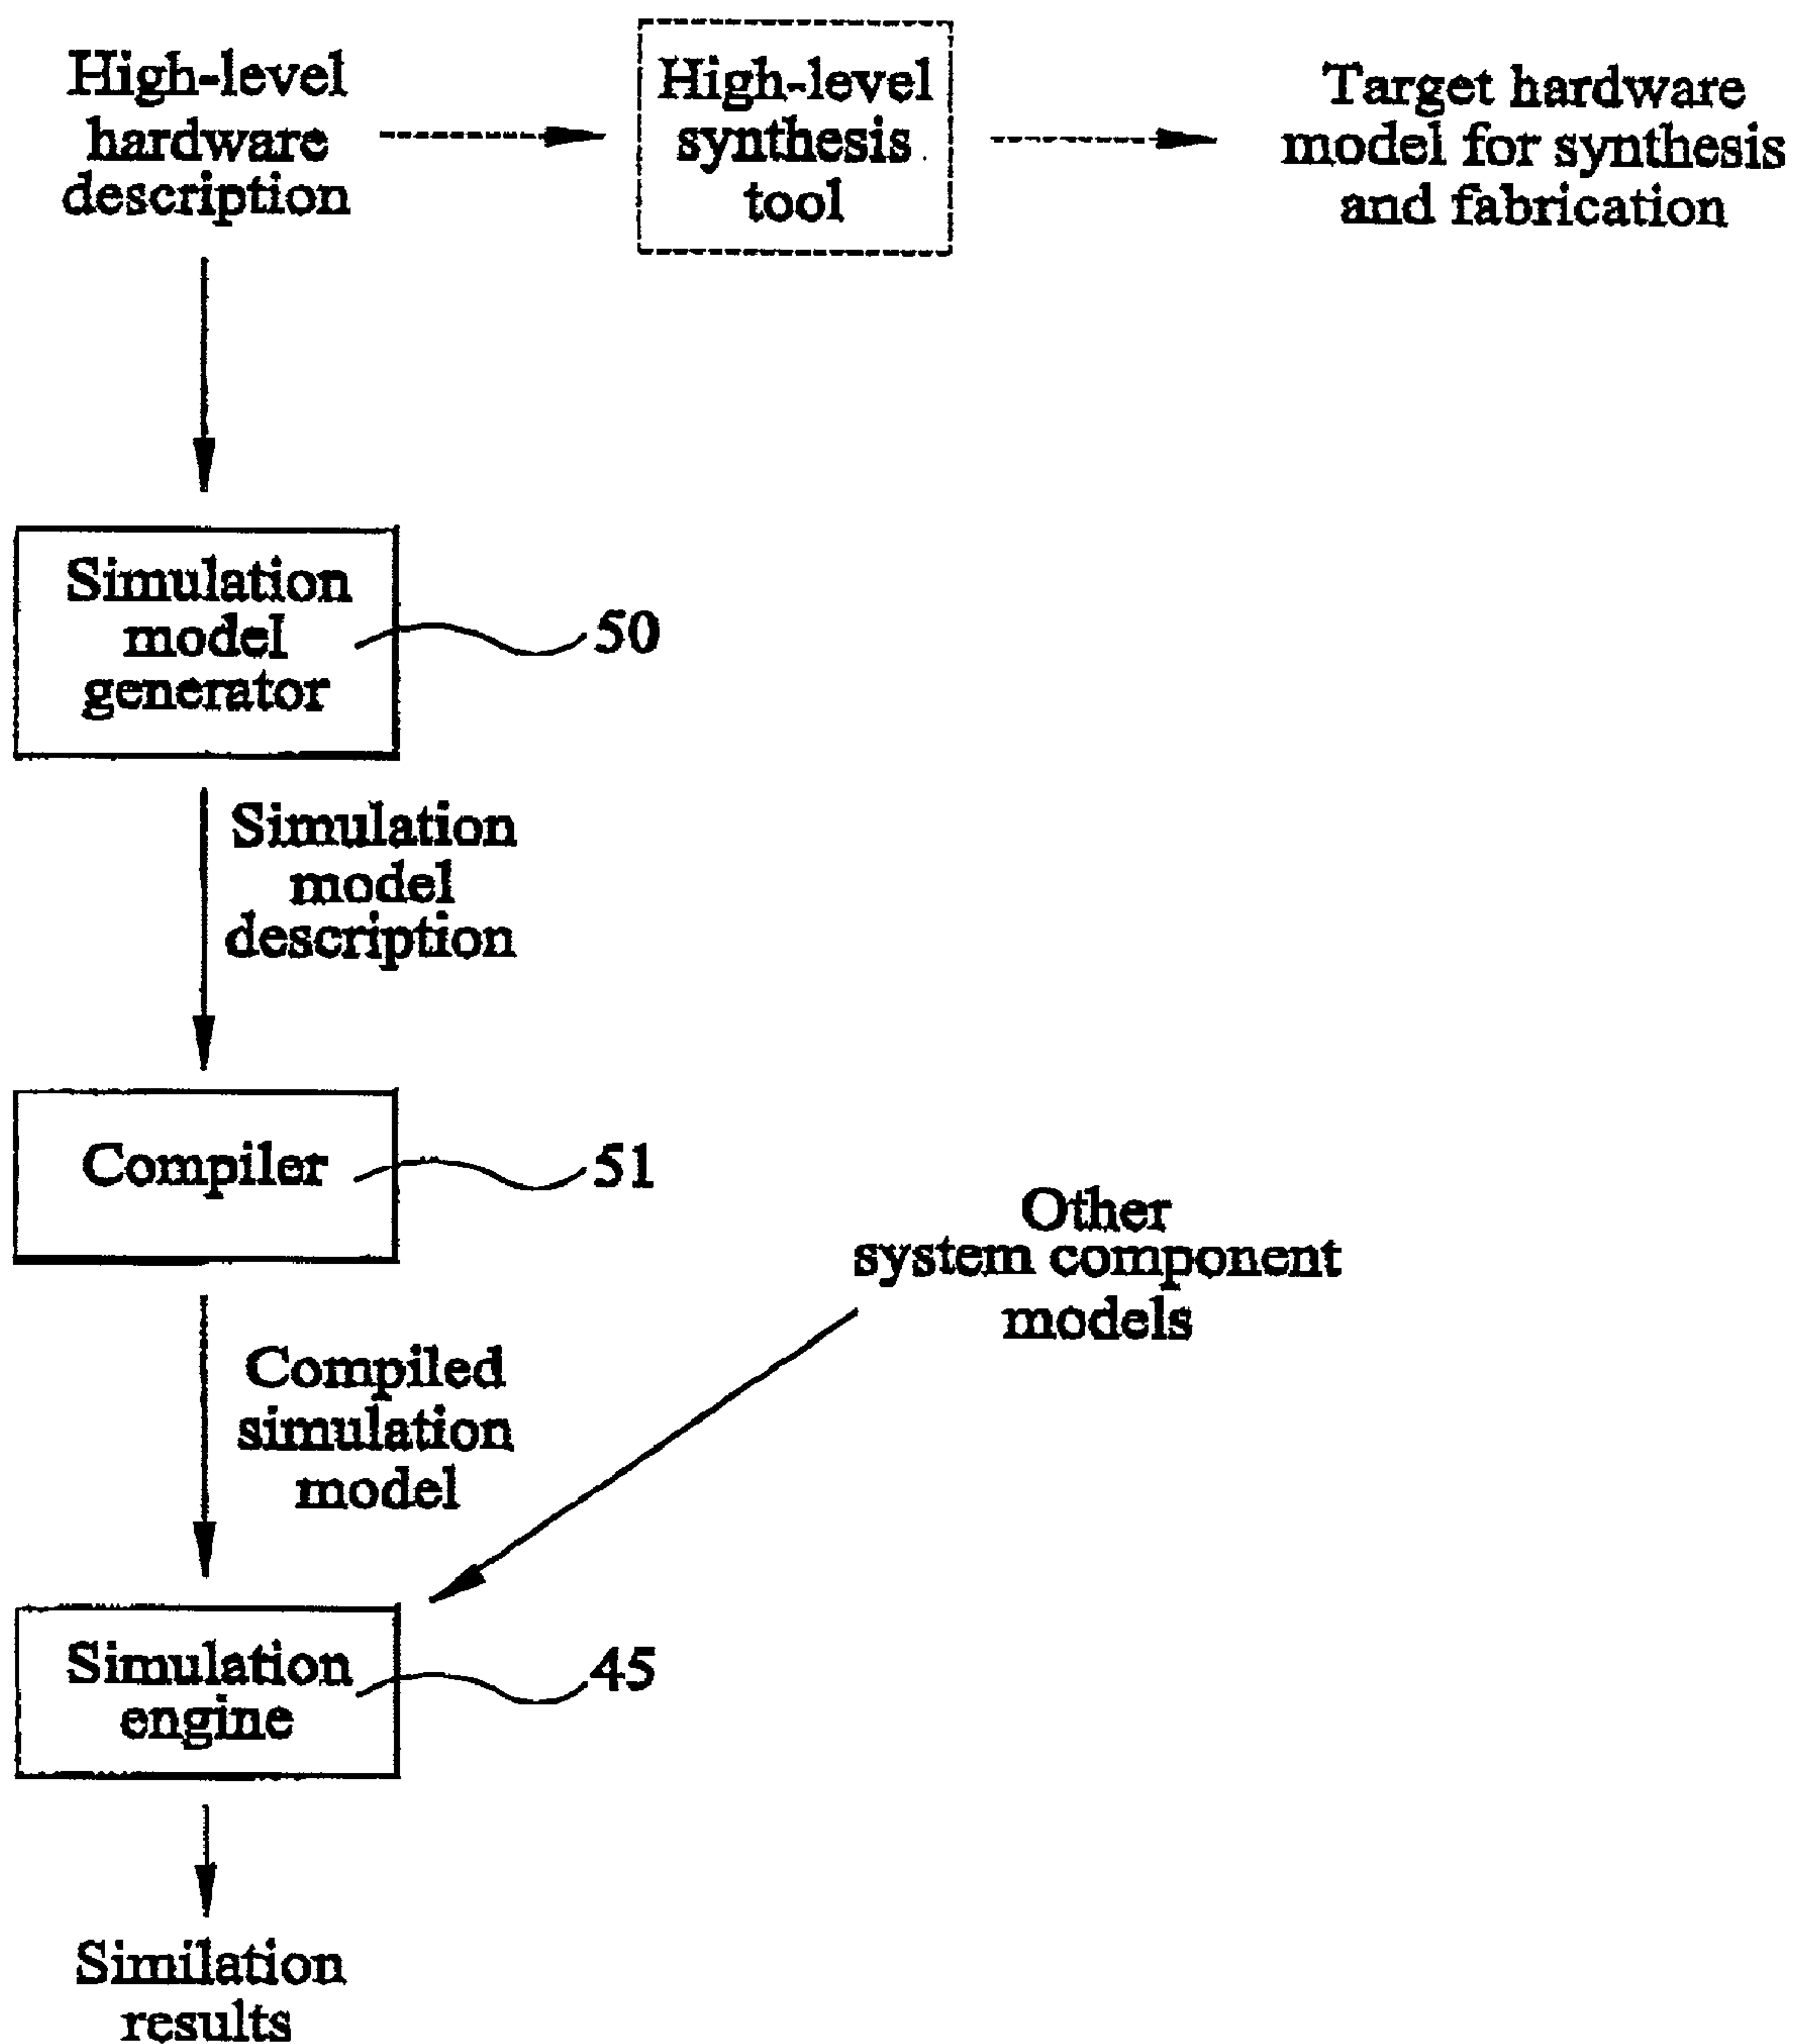 High-level
hardware
description
High-level
synthesis
tool
Target hardware
model for synthesis
and fabrication
Simulation
model
generator
50
Simulation
model
description
Compiler
51
Other
system component
models
Compiled
simulation
model
Simulation
engine
45
Similation
results